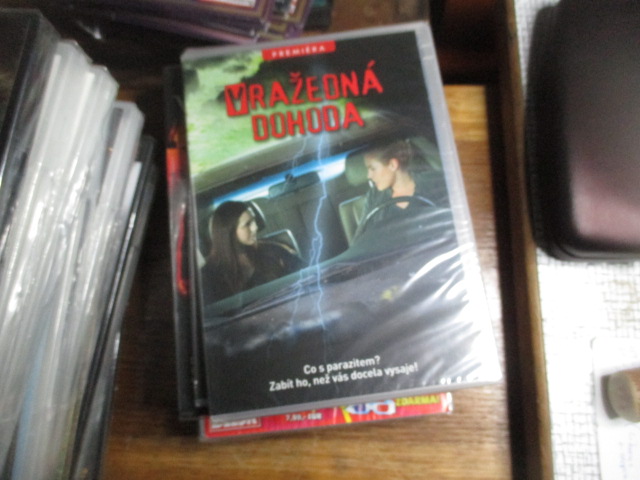 PREMIÉRA
VRAŽEDNÁ
DOHODA
Co s parazitem?
Zabít ho, než vás docela vysaje!